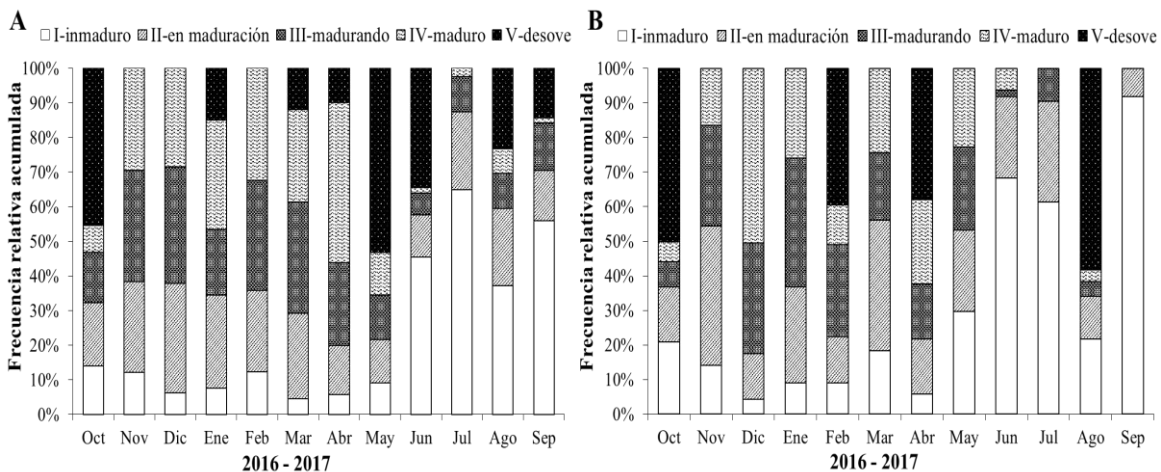 A
I-inmaduro II-en maduración III-madurando IV-maduro V-desove
Frecuencia relativa acumulada
100%
90%
80%
70%
60%
50%
40%
30%
20%
10%
0%
Oct Nov Dic Ene Feb Mar Abr May Jun Jul Ago Sep
2016 - 2017
B
I-inmaduro II-en maduración III-madurando IV-maduro V-desove
Frecuencia relativa acumulada
100%
90%
80%
70%
60%
50%
40%
30%
20%
10%
0%
Oct Nov Dic Ene Feb Mar Abr May Jun Jul Ago Sep
2016 - 2017